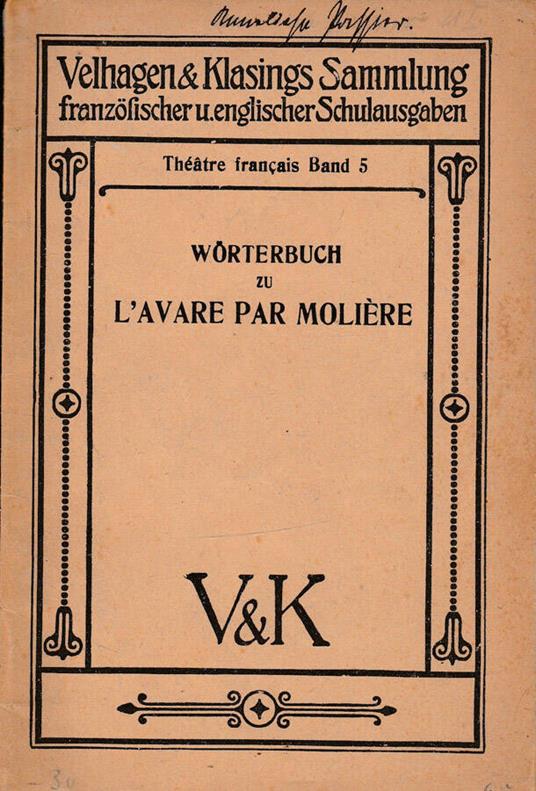 Velhagen & Klasings Sammlung
französischer u. englischer Schulausgaben
Théâtre français Band 5
WÖRTERBUCH
ZU
L'AVARE PAR MOLIÈRE
V&K